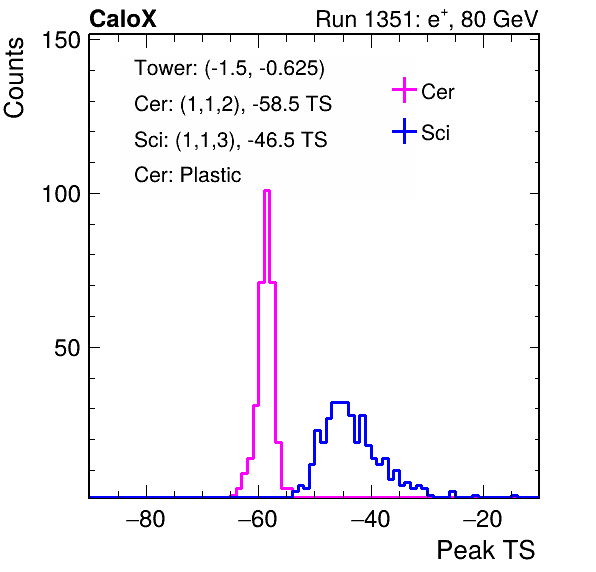 CaloX Run 1351: e⁺, 80 GeV
Counts
150
100
50
Tower: (-1.5, -0.625)
Cer: (1,1,2), -58.5 TS
Sci: (1,1,3), -46.5 TS
Cer: Plastic
Cer
Sci
−80 −60 −40 −20
Peak TS